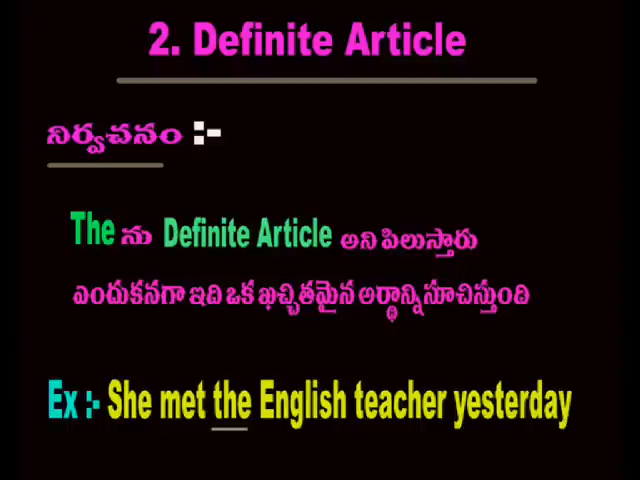 2. Definite Article
నిర్వచనం :-
The ను Definite Article అని పిలుస్తారు
ఎందుకనగా ఇది ఒక ఖచ్చితమైన అర్థాన్ని సూచిస్తుంది
Ex :- She met the English teacher yesterday